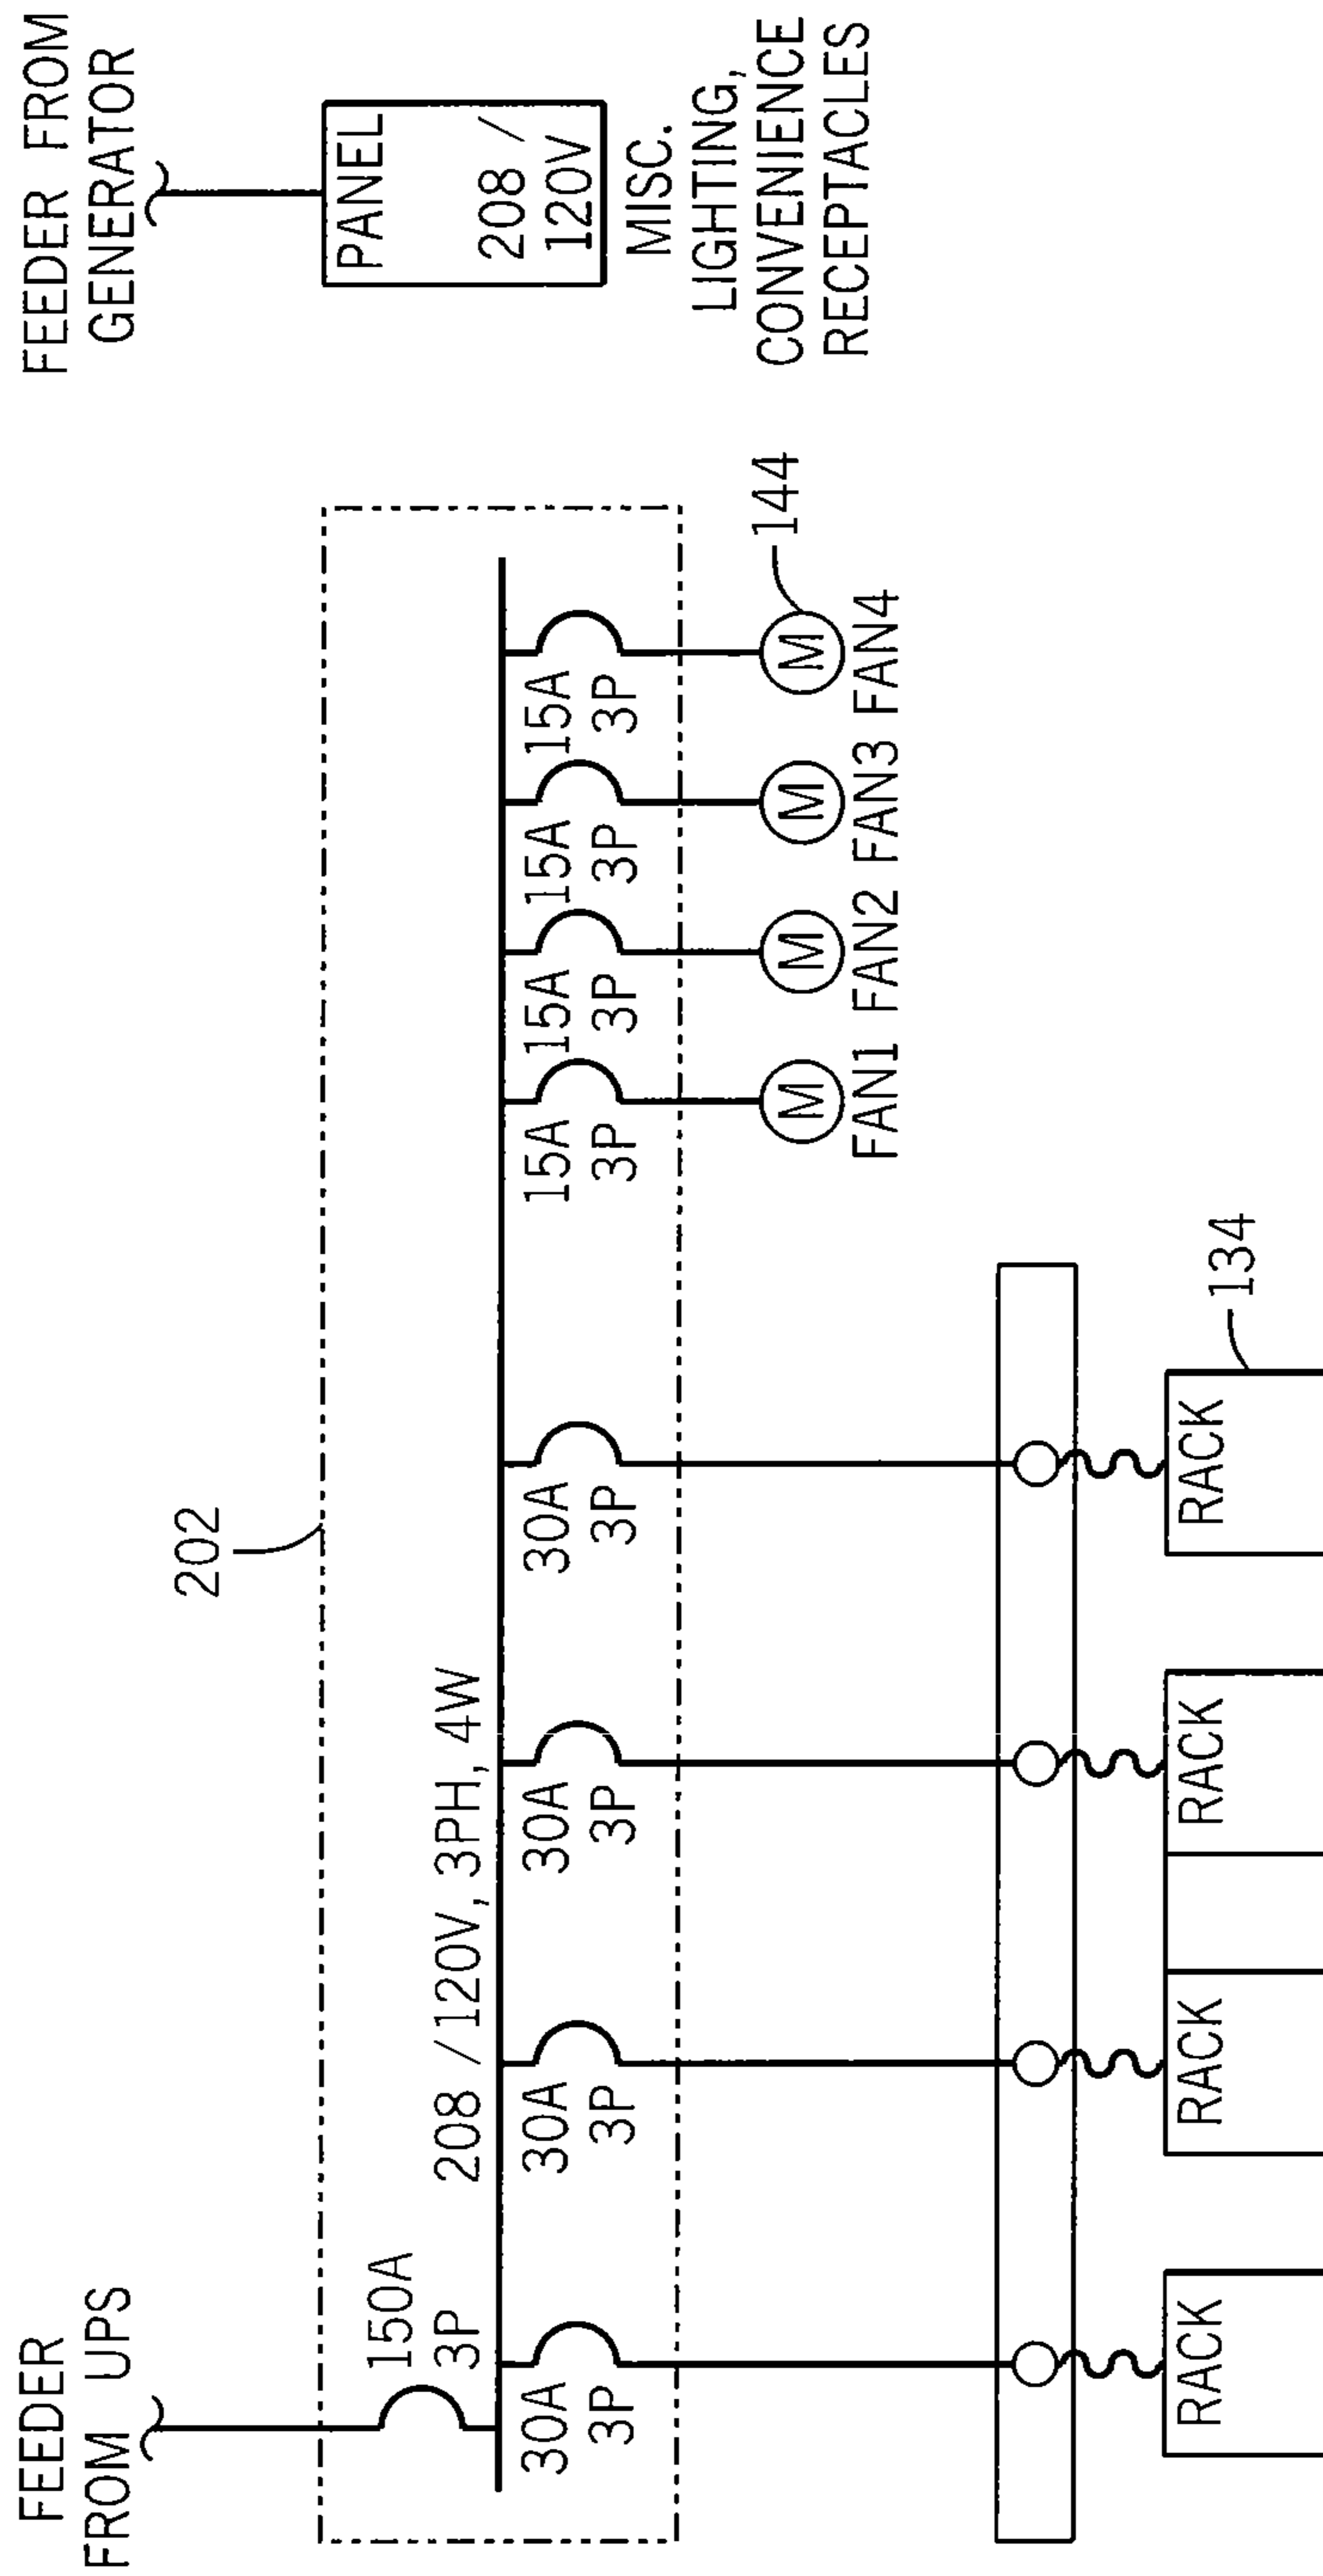 FEEDER
FROM UPS
FEEDER FROM
GENERATOR
202
150A
3P
208 /120V, 3PH, 4W
PANEL
208 /
120V
MISC.
LIGHTING,
CONVENIENCE
RECEPTACLES
30A
3P
30A
3P
30A
3P
30A
3P
15A
3P
15A
3P
15A
3P
15A
3P
M
M
M
M
144
FAN1 FAN2 FAN3 FAN4
134
RACK
RACK
RACK
RACK